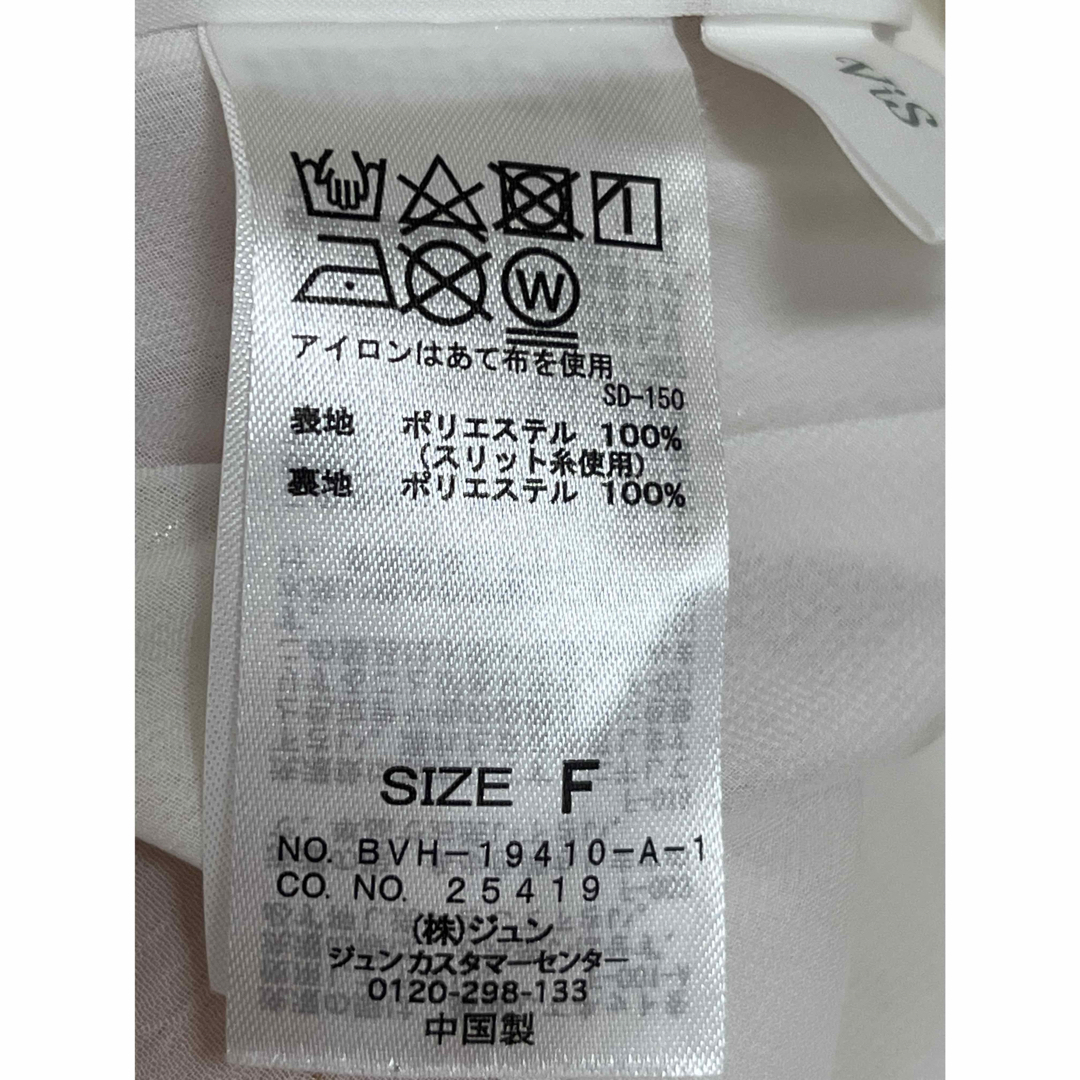 ViS
W
アイロンはあて布を使用
SD-150
表地 ポリエステル 100%
(スリット糸使用)
裏地 ポリエステル 100%
SIZE F
NO. BVH-19410-A-1
CO. NO. 25419
(株)ジュン
ジュンカスタマーセンター
0120-298-133
中国製